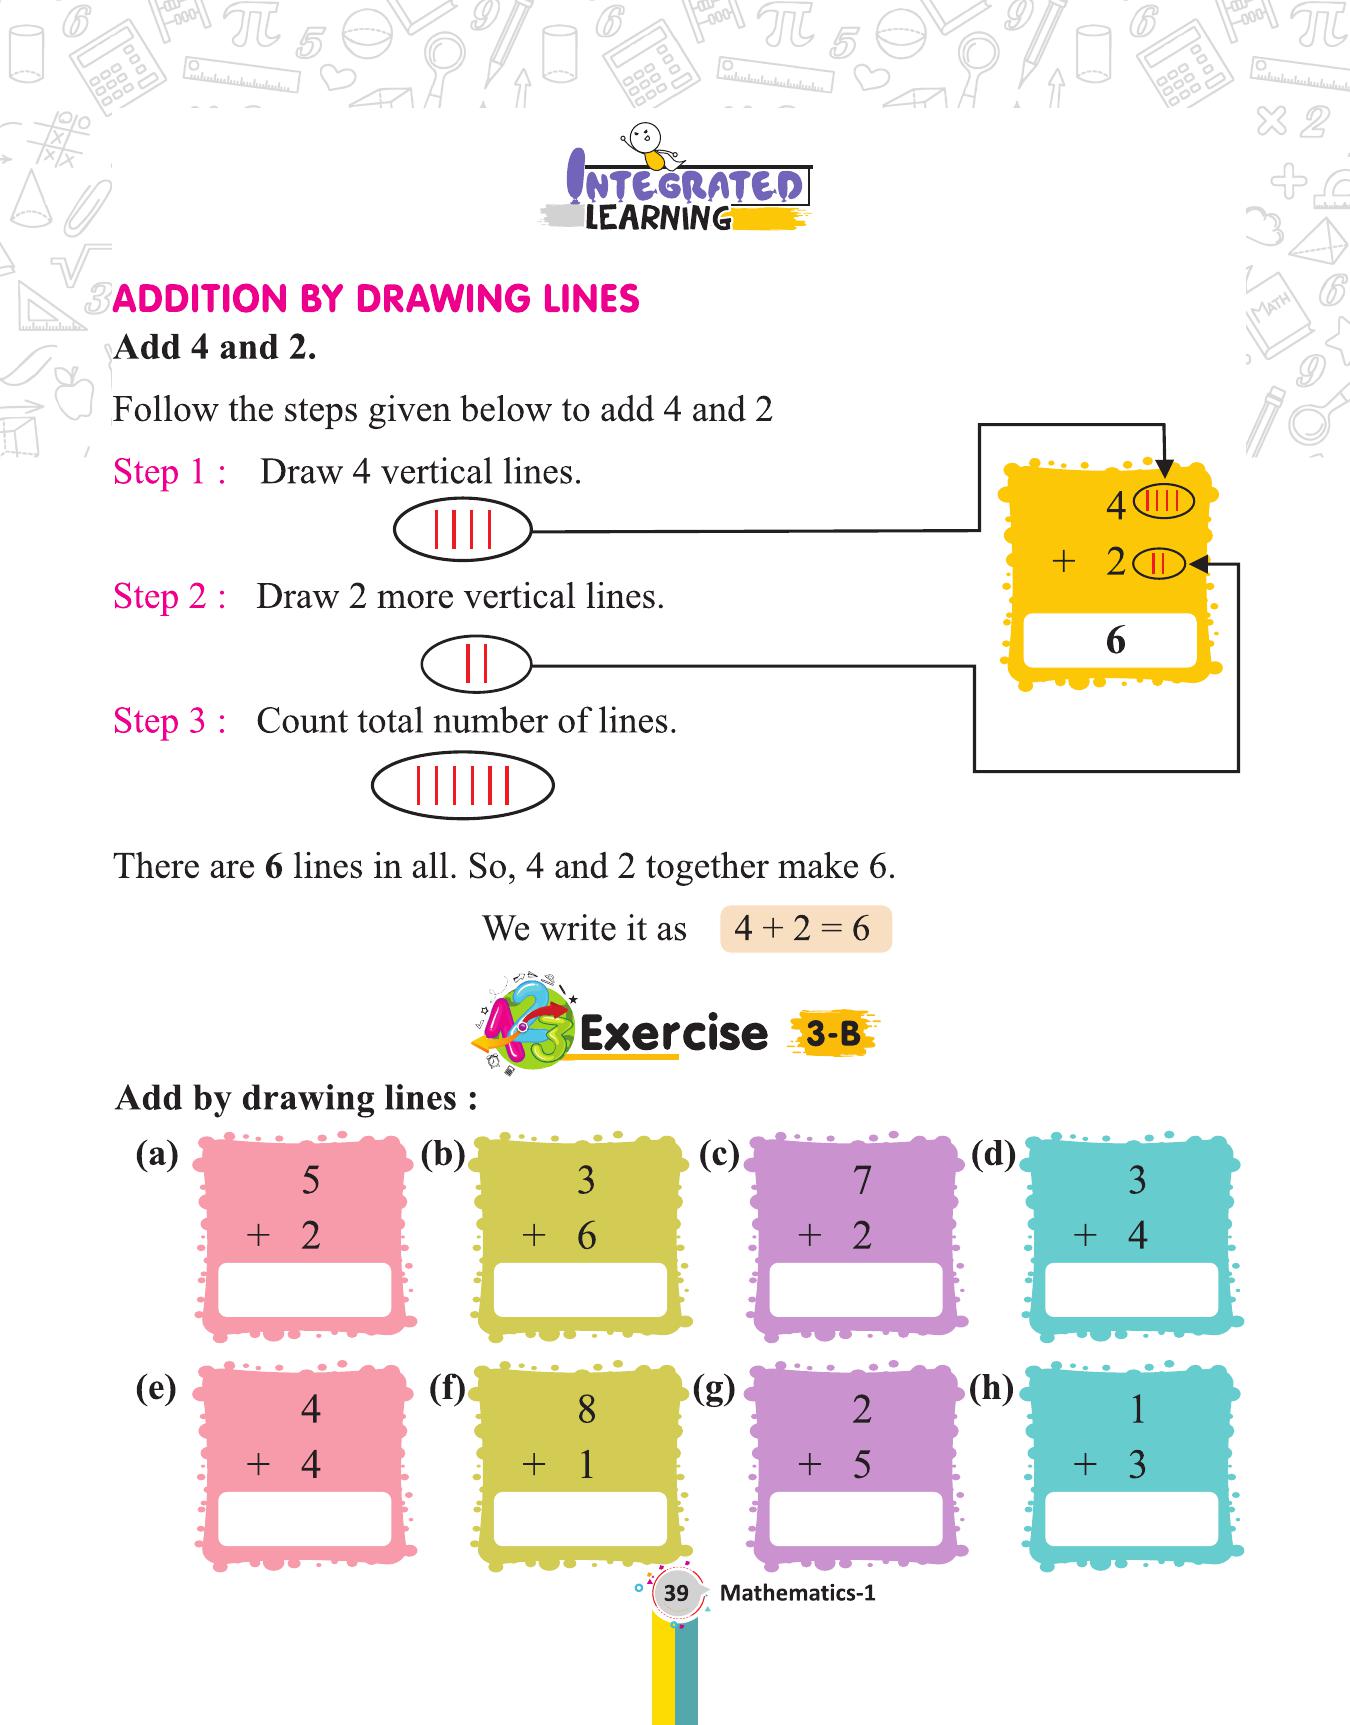 INTEGRATED
LEARNING
ADDITION BY DRAWING LINES
Add 4 and 2.
Follow the steps given below to add 4 and 2
Step 1 : Draw 4 vertical lines.
4
+ 2
6
Step 2 : Draw 2 more vertical lines.
Step 3 : Count total number of lines.
There are 6 lines in all. So, 4 and 2 together make 6.
We write it as 4 + 2 = 6
123
Exercise 3-B
Add by drawing lines :
(a) 5
+ 2
(b) 3
+ 6
(c) 7
+ 2
(d) 3
+ 4
(e) 4
+ 4
(f) 8
+ 1
(g) 2
+ 5
(h) 1
+ 3
39 Mathematics-1